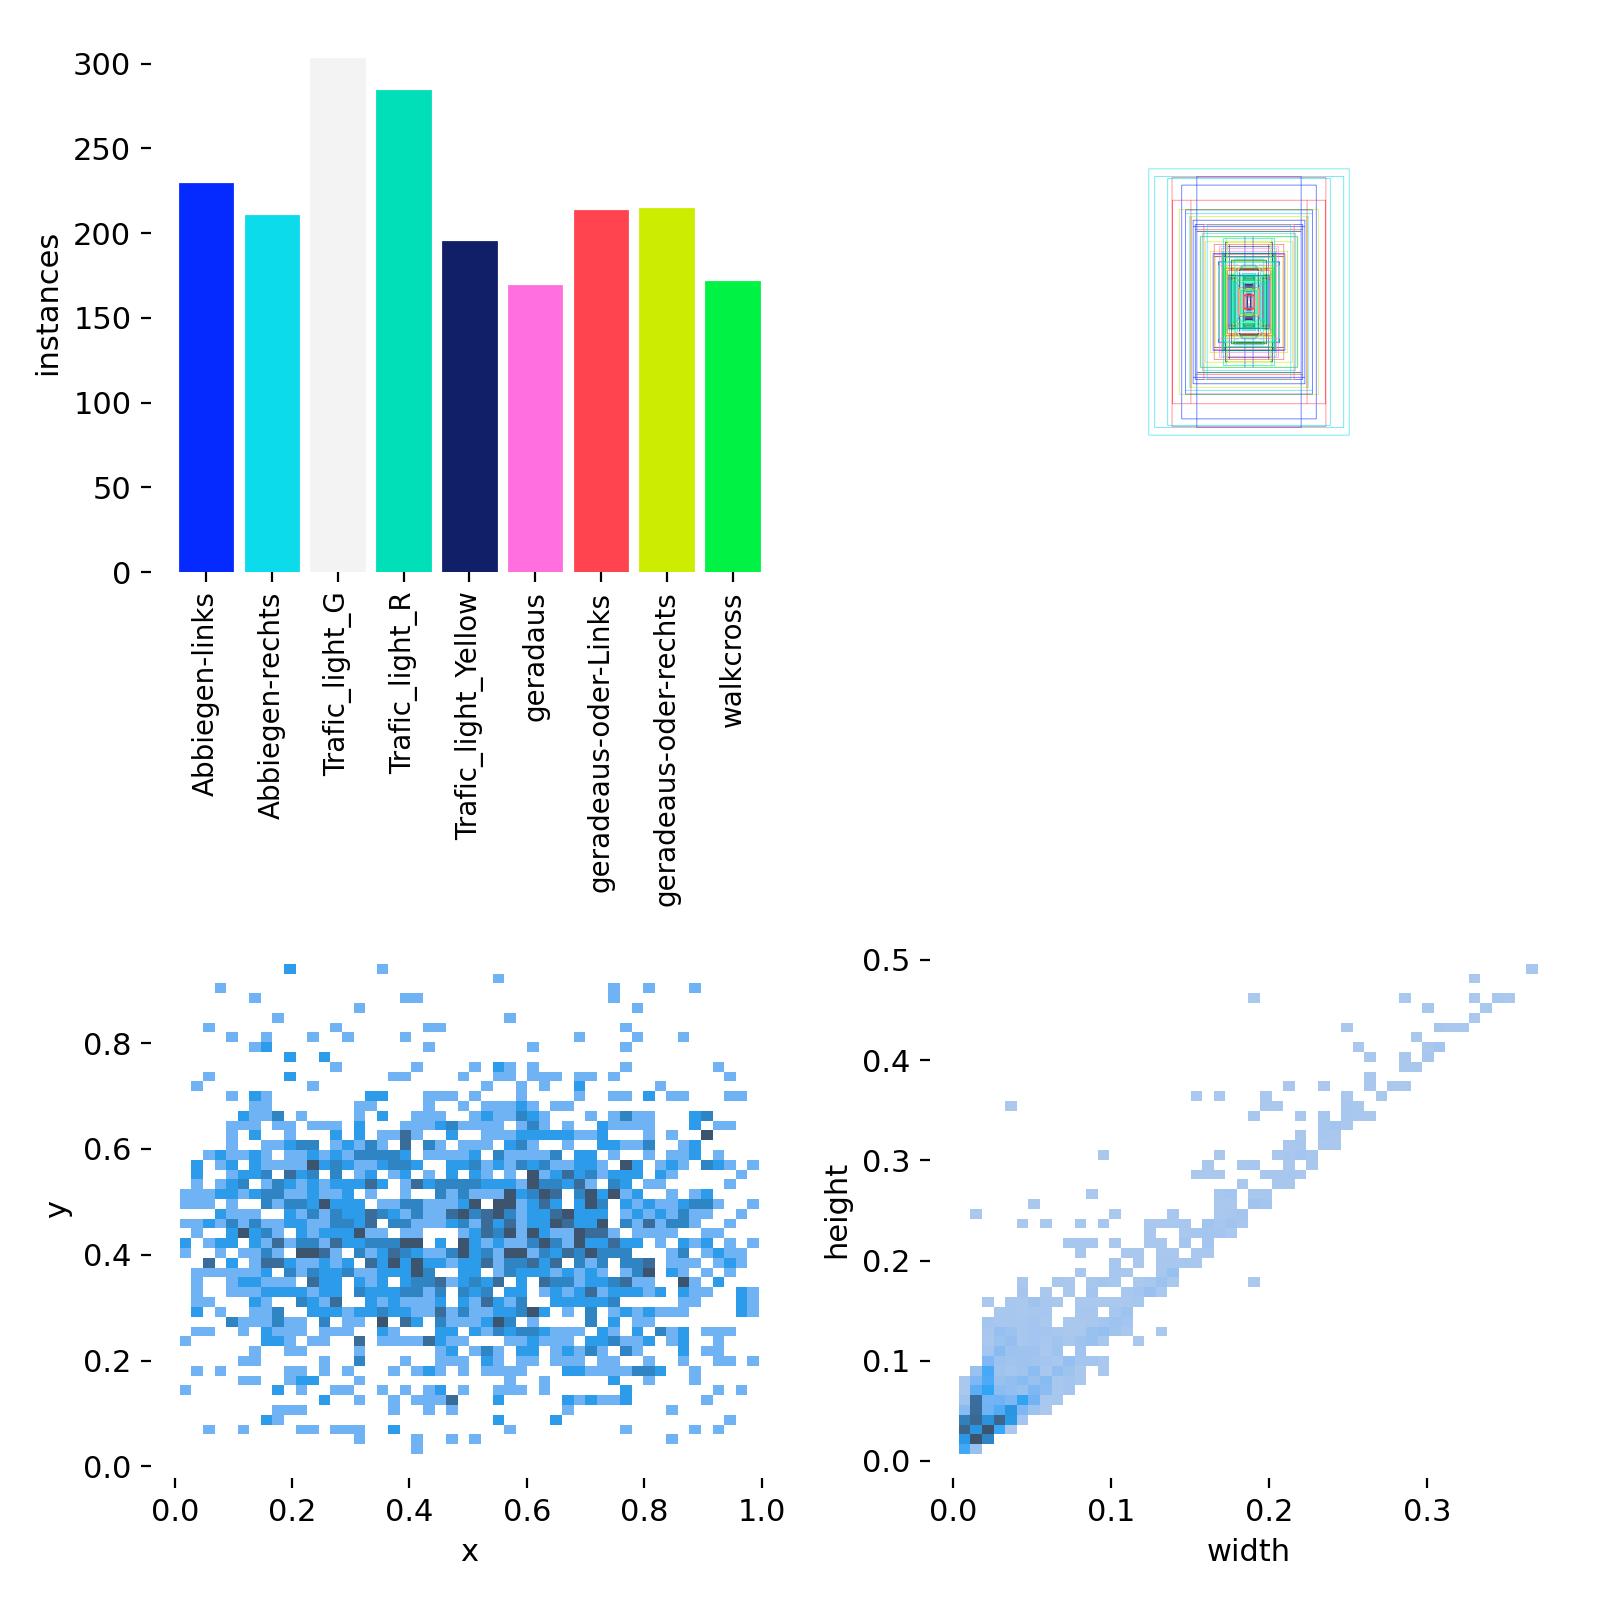 300
250
200
150
100
50
0
instances
Abbiegen-links
Abbiegen-rechts
Trafic_light_G
Trafic_light_R
Trafic_light_Yellow
geradaus
geradeaus-oder-Links
geradeaus-oder-rechts
walkcross
0.8
0.6
0.4
0.2
0.0
y
0.0 0.2 0.4 0.6 0.8 1.0
x
0.5
0.4
0.3
0.2
0.1
0.0
height
0.0 0.1 0.2 0.3
width